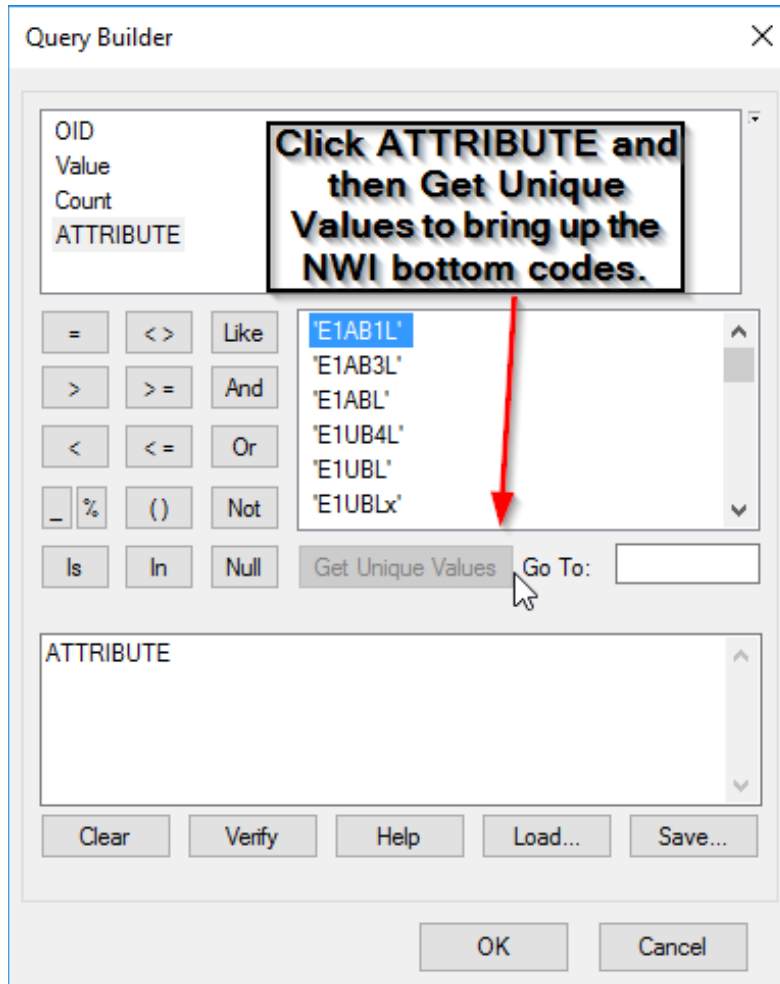 Query Builder
OID
Value
Count
ATTRIBUTE
Click ATTRIBUTE and
then Get Unique
Values to bring up the
NWI bottom codes.
= < > Like
> > = And
< < = Or
_ % ( ) Not
Is In Null
'E1AB1L'
'E1AB3L'
'E1ABL'
'E1UB4L'
'E1UBL'
'E1UBLx'
Get Unique Values Go To:
ATTRIBUTE
Clear Verify Help Load... Save...
OK Cancel